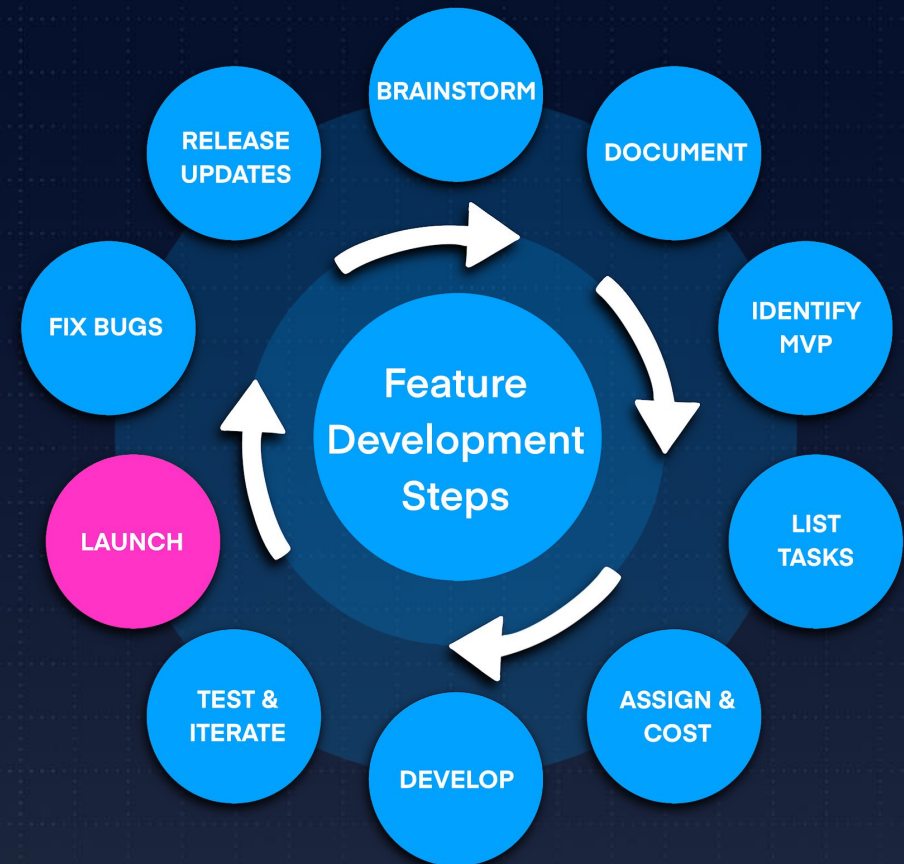 BRAINSTORM
DOCUMENT
IDENTIFY
MVP
LIST
TASKS
ASSIGN &
COST
DEVELOP
TEST &
ITERATE
LAUNCH
FIX BUGS
RELEASE
UPDATES
Feature
Development
Steps